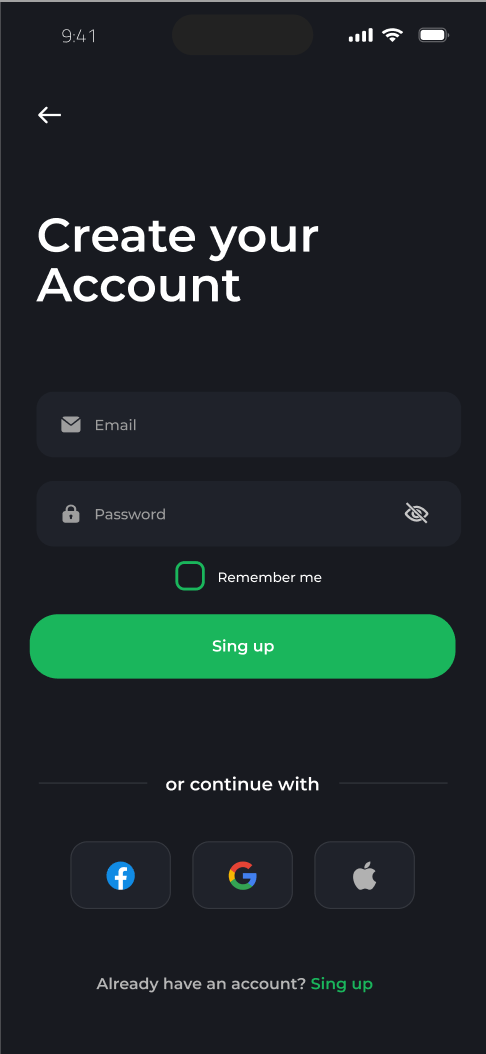 9:41
Create your
Account
Email
Password
Remember me
Sing up
or continue with
Already have an account? Sing up